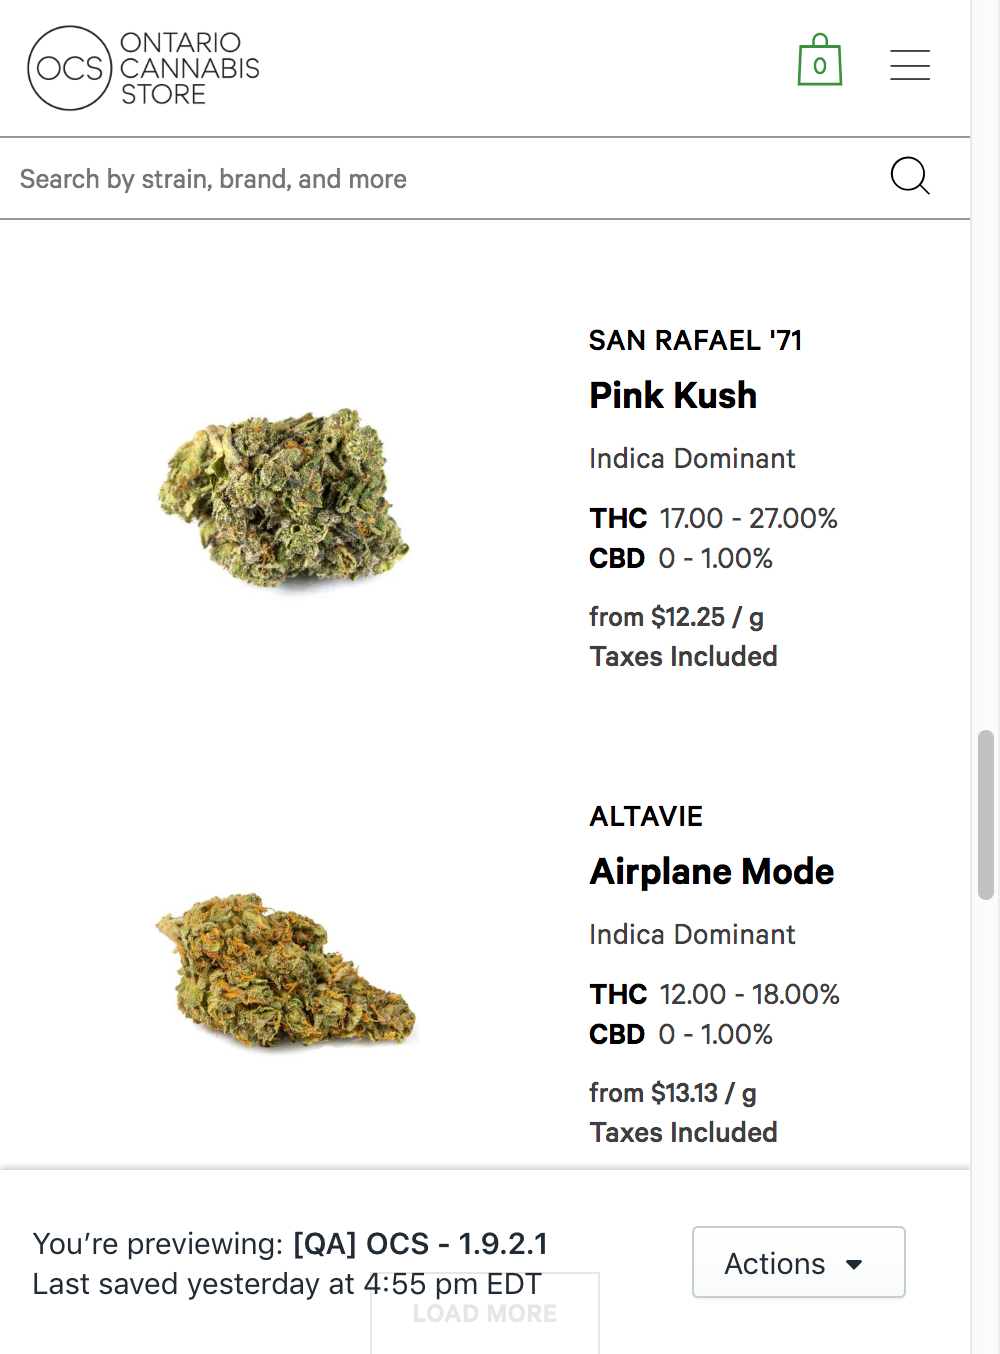 OCS
ONTARIO
CANNABIS
STORE
0
Search by strain, brand, and more
SAN RAFAEL '71
Pink Kush
Indica Dominant
THC 17.00 - 27.00%
CBD 0 - 1.00%
from $12.25 / g
Taxes Included
ALTAVIE
Airplane Mode
Indica Dominant
THC 12.00 - 18.00%
CBD 0 - 1.00%
from $13.13 / g
Taxes Included
You’re previewing: [QA] OCS - 1.9.2.1
Last saved yesterday at 4:55 pm EDT
Actions
LOAD MORE